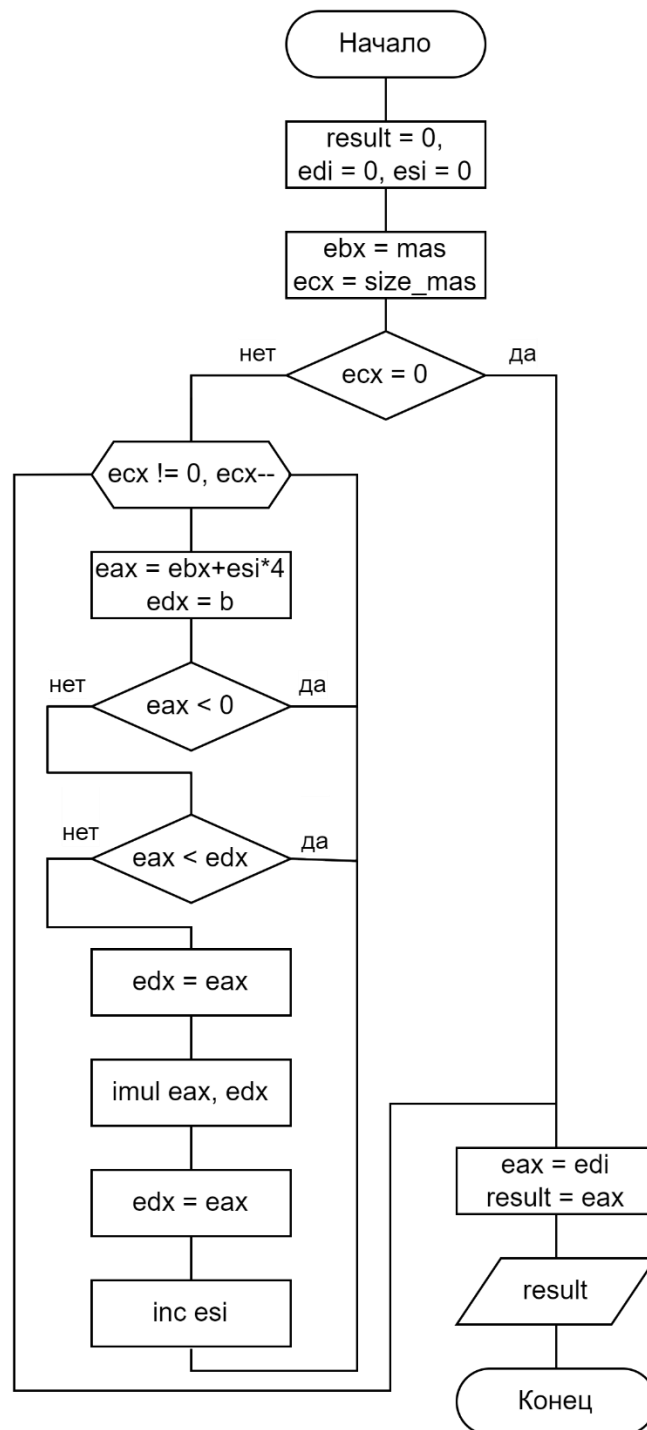 Начало
result = 0,
edi = 0, esi = 0
ebx = mas
ecx = size_mas
нет
да
ecx = 0
ecx != 0, ecx--
eax = ebx+esi*4
edx = b
нет
да
eax < 0
нет
да
eax < edx
edx = eax
imul eax, edx
edx = eax
inc esi
eax = edi
result = eax
result
Конец